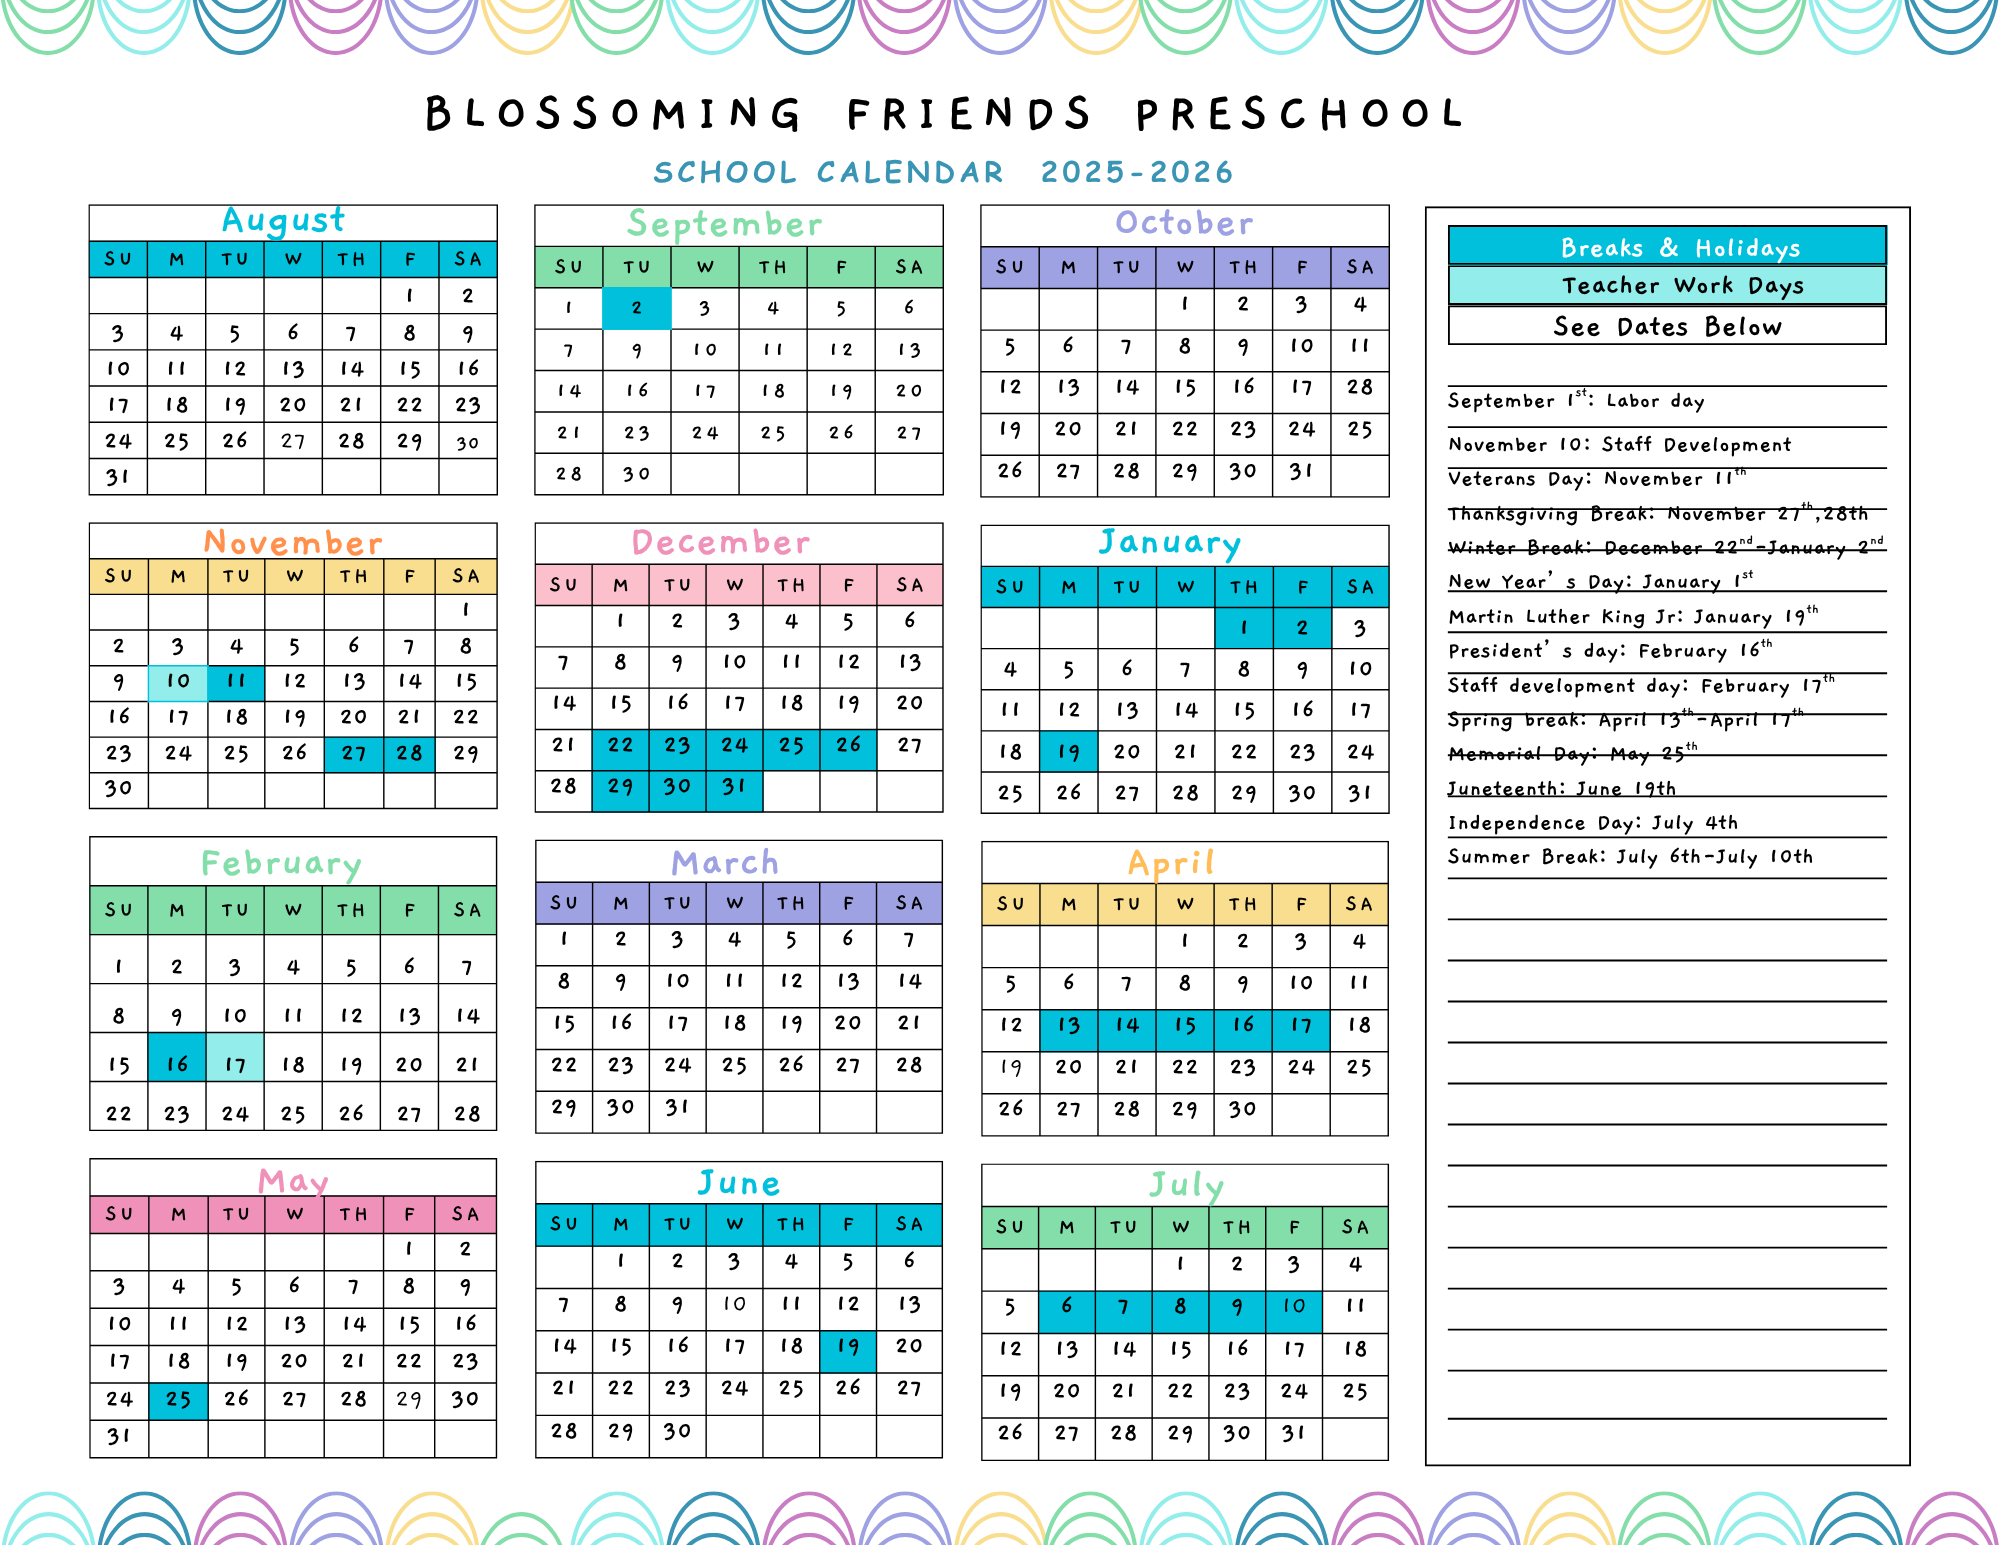 BLOSSOMING FRIENDS PRESCHOOL
SCHOOL CALENDAR 2025-2026
August
SU M TU W TH F SA
1 2
3 4 5 6 7 8 9
10 11 12 13 14 15 16
17 18 19 20 21 22 23
24 25 26 27 28 29 30
31
September
SU TU W TH F SA
1 2 3 4 5 6
7 9 10 11 12 13
14 16 17 18 19 20
21 23 24 25 26 27
28 30
October
SU M TU W TH F SA
1 2 3 4
5 6 7 8 9 10 11
12 13 14 15 16 17 28
19 20 21 22 23 24 25
26 27 28 29 30 31
November
SU M TU W TH F SA
1
2 3 4 5 6 7 8
9 10 11 12 13 14 15
16 17 18 19 20 21 22
23 24 25 26 27 28 29
30
December
SU M TU W TH F SA
1 2 3 4 5 6
7 8 9 10 11 12 13
14 15 16 17 18 19 20
21 22 23 24 25 26 27
28 29 30 31
January
SU M TU W TH F SA
1 2 3
4 5 6 7 8 9 10
11 12 13 14 15 16 17
18 19 20 21 22 23 24
25 26 27 28 29 30 31
February
SU M TU W TH F SA
1 2 3 4 5 6 7
8 9 10 11 12 13 14
15 16 17 18 19 20 21
22 23 24 25 26 27 28
March
SU M TU W TH F SA
1 2 3 4 5 6 7
8 9 10 11 12 13 14
15 16 17 18 19 20 21
22 23 24 25 26 27 28
29 30 31
April
SU M TU W TH F SA
1 2 3 4
5 6 7 8 9 10 11
12 13 14 15 16 17 18
19 20 21 22 23 24 25
26 27 28 29 30
May
SU M TU W TH F SA
1 2
3 4 5 6 7 8 9
10 11 12 13 14 15 16
17 18 19 20 21 22 23
24 25 26 27 28 29 30
31
June
SU M TU W TH F SA
1 2 3 4 5 6
7 8 9 10 11 12 13
14 15 16 17 18 19 20
21 22 23 24 25 26 27
28 29 30
July
SU M TU W TH F SA
1 2 3 4
5 6 7 8 9 10 11
12 13 14 15 16 17 18
19 20 21 22 23 24 25
26 27 28 29 30 31
Breaks & Holidays
Teacher Work Days
See Dates Below
September 1st: Labor day
November 10: Staff Development
Veterans Day: November 11th
Thanksgiving Break: November 27th,28th
Winter Break: December 22nd-January 2nd
New Year's Day: January 1st
Martin Luther King Jr: January 19th
President's day: February 16th
Staff development day: February 17th
Spring break: April 13th-April 17th
Memorial Day: May 25th
Juneteenth: June 19th
Independence Day: July 4th
Summer Break: July 6th-July 10th